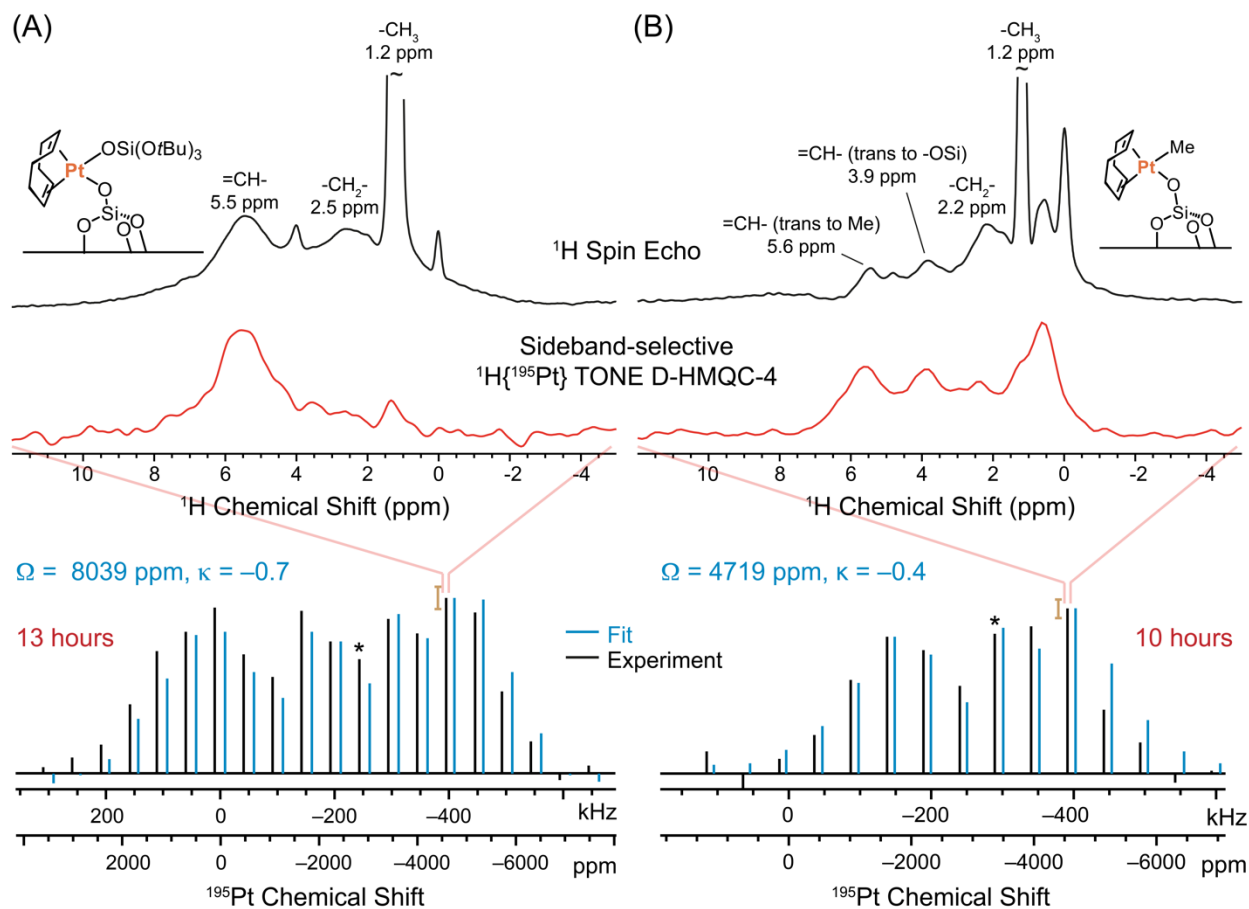 (A)
-CH₃
1.2 ppm
~
OSi(OtBu)₃
Pt
O
Si
O
O
O
=CH-
5.5 ppm
-CH₂-
2.5 ppm
(B)
-CH₃
1.2 ppm
~
=CH- (trans to -OSi)
3.9 ppm
-CH₂-
2.2 ppm
=CH- (trans to Me)
5.6 ppm
Me
Pt
O
Si
O
O
O
¹H Spin Echo
Sideband-selective
¹H{¹⁹⁵Pt} TONE D-HMQC-4
10 8 6 4 2 0 -2 -4
¹H Chemical Shift (ppm)
10 8 6 4 2 0 -2 -4
¹H Chemical Shift (ppm)
Ω = 8039 ppm, κ = –0.7
13 hours
*
Fit
Experiment
Ω = 4719 ppm, κ = –0.4
10 hours
*
200 0 –200 –400 kHz
2000 0 –2000 –4000 –6000 ppm
¹⁹⁵Pt Chemical Shift
0 –200 –400 kHz
0 –2000 –4000 –6000 ppm
¹⁹⁵Pt Chemical Shift